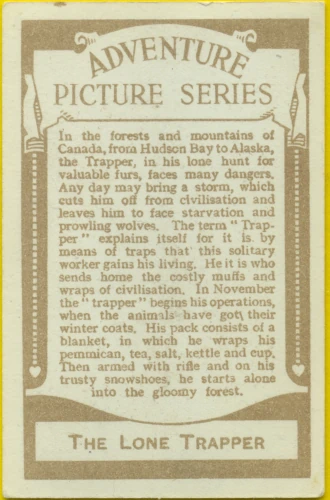 ADVENTURE
PICTURE SERIES
In the forests and mountains of
Canada, from Hudson Bay to Alaska,
the Trapper, in his lone hunt for
valuable furs, faces many dangers.
Any day may bring a storm, which
cuts him off from civilisation and
leaves him to face starvation and
prowling wolves. The term "Trap-
per" explains itself for it is by
means of traps that this solitary
worker gains his living. He it is who
sends home the costly muffs and
wraps of civilisation. In November
the "trapper" begins his operations,
when the animals have got their
winter coats. His pack consists of a
blanket, in which he wraps his
pemmican, tea, salt, kettle and cup.
Then armed with rifle and on his
trusty snowshoes, he starts alone
into the gloomy forest.
THE LONE TRAPPER